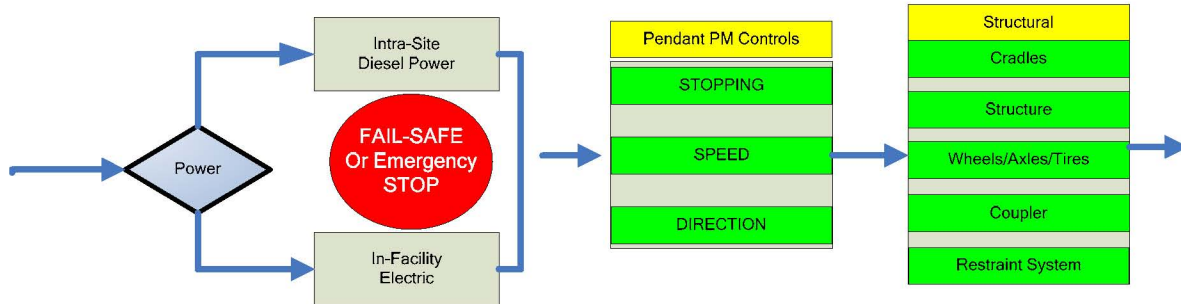 Power
Intra-Site
Diesel Power
FAIL-SAFE
Or Emergency
STOP
In-Facility
Electric
Pendant PM Controls
STOPPING
SPEED
DIRECTION
Structural
Cradles
Structure
Wheels/Axles/Tires
Coupler
Restraint System